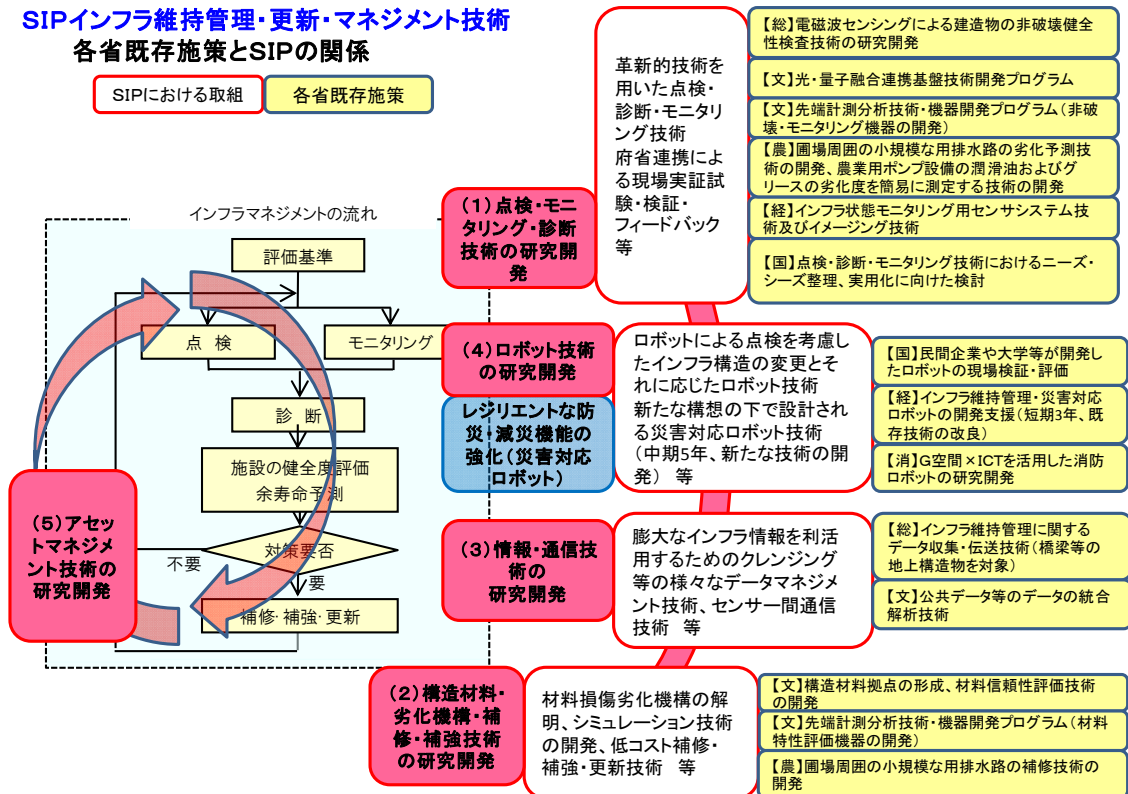 SIPインフラ維持管理・更新・マネジメント技術
各省既存施策とSIPの関係
SIPにおける取組
各省既存施策
インフラマネジメントの流れ
評価基準
点 検
モニタリング
診 断
施設の健全度評価
余寿命予測
対策要否
不要
要
補修・補強・更新
(5)アセッ
トマネジメ
ント技術の
研究開発
(1)点検・モニ
タリング・診断
技術の研究開
発
革新的技術を
用いた点検・
診断・モニタリ
ング技術
府省連携によ
る現場実証試
験・検証・
フィードバック
等
【総】電磁波センシングによる建造物の非破壊健全
性検査技術の研究開発
【文】光・量子融合連携基盤技術開発プログラム
【文】先端計測分析技術・機器開発プログラム(非破
壊・モニタリング機器の開発)
【農】圃場周囲の小規模な用排水路の劣化予測技
術の開発、農業用ポンプ設備の潤滑油およびグ
リースの劣化度を簡易に測定する技術の開発
【経】インフラ状態モニタリング用センサシステム技
術及びイメージング技術
【国】点検・診断・モニタリング技術におけるニーズ・
シーズ整理、実用化に向けた検討
(4)ロボット技術
の研究開発
レジリエントな防
災・減災機能の
強化(災害対応
ロボット)
ロボットによる点検を考慮し
たインフラ構造の変更とそ
れに応じたロボット技術
新たな構想の下で設計され
る災害対応ロボット技術
(中期5年、新たな技術の開
発) 等
【国】民間企業や大学等が開発し
たロボットの現場検証・評価
【経】インフラ維持管理・災害対応
ロボットの開発支援(短期3年、既
存技術の改良)
【消】G空間×ICTを活用した消防
ロボットの研究開発
(3)情報・通信技
術の
研究開発
膨大なインフラ情報を利活
用するためのクレンジング
等の様々なデータマネジメ
ント技術、センサー間通信
技術 等
【総】インフラ維持管理に関する
データ収集・伝送技術(橋梁等の
地上構造物を対象)
【文】公共データ等のデータの統合
解析技術
(2)構造材料・
劣化機構・補
修・補強技術
の研究開発
材料損傷劣化機構の解
明、シミュレーション技術
の開発、低コスト補修・
補強・更新技術 等
【文】構造材料拠点の形成、材料信頼性評価技術
の開発
【文】先端計測分析技術・機器開発プログラム(材料
特性評価機器の開発)
【農】圃場周囲の小規模な用排水路の補修技術の
開発